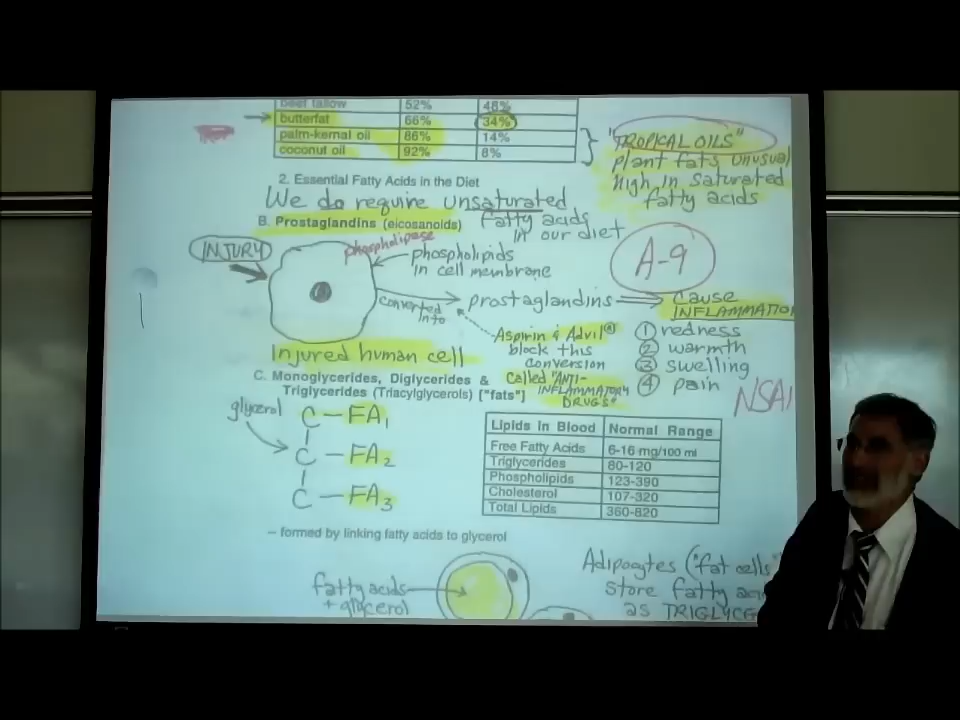 beef tallow 52% 48%
butterfat 66% 34%
palm-kernal oil 86% 14%
coconut oil 92% 8%
"TROPICAL OILS"
plant fats unusual
high in saturated
fatty acids
2. Essential Fatty Acids in the Diet
We do require unsaturated
fatty acids
in our diet
B. Prostaglandins (eicosanoids)
INJURY
phospholipase
phospholipids
in cell membrane
A-9
converted
into
prostaglandins
cause
INFLAMMATIO
① redness
② warmth
③ swelling
④ pain
Aspirin & Advil®
block this
conversion
Called "ANTI-
INFLAMMATORY
DRUGS"
NSAI
Injured human cell
C. Monoglycerides, Diglycerides &
Triglycerides (Triacylglycerols) ["fats"]
glycerol
C — FA1
C — FA2
C — FA3
Lipids in Blood Normal Range
Free Fatty Acids 6-16 mg/100 ml
Triglycerides 80-120
Phospholipids 123-390
Cholesterol 107-320
Total Lipids 360-820
– formed by linking fatty acids to glycerol
fatty acids
+ glycerol
Adipocytes ("fat cells"
store fatty aci
as TRIGLYCE